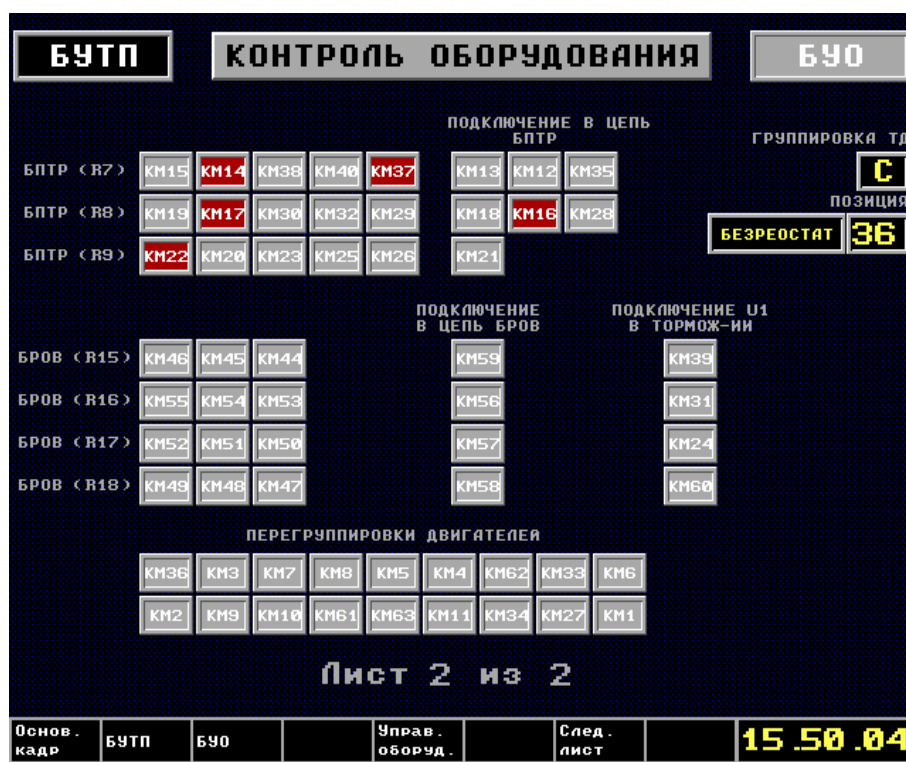 БУТП КОНТРОЛЬ ОБОРУДОВАНИЯ БУО
ПОДКЛЮЧЕНИЕ В ЦЕПЬ
БПТР
ГРУППИРОВКА ТД
БПТР (R7) КМ15 КМ14 КМ38 КМ40 КМ37 КМ13 КМ12 КМ35 С
ПОЗИЦИЯ
БПТР (R8) КМ19 КМ17 КМ30 КМ32 КМ29 КМ18 КМ16 КМ28
БЕЗРЕОСТАТ 36
БПТР (R9) КМ22 КМ20 КМ23 КМ25 КМ26 КМ21
ПОДКЛЮЧЕНИЕ
В ЦЕПЬ БРОВ
ПОДКЛЮЧЕНИЕ U1
В ТОРМОЖ-ИИ
БРОВ (R15) КМ46 КМ45 КМ44 КМ59 КМ39
БРОВ (R16) КМ55 КМ54 КМ53 КМ56 КМ31
БРОВ (R17) КМ52 КМ51 КМ50 КМ57 КМ24
БРОВ (R18) КМ49 КМ48 КМ47 КМ58 КМ60
ПЕРЕГРУППИРОВКИ ДВИГАТЕЛЕЙ
КМ36 КМ3 КМ7 КМ8 КМ5 КМ4 КМ62 КМ33 КМ6
КМ2 КМ9 КМ10 КМ61 КМ63 КМ11 КМ34 КМ27 КМ1
Лист 2 из 2
Основ.
кадр
БУТП
БУО
Управ.
оборуд.
След.
лист
15.50.04